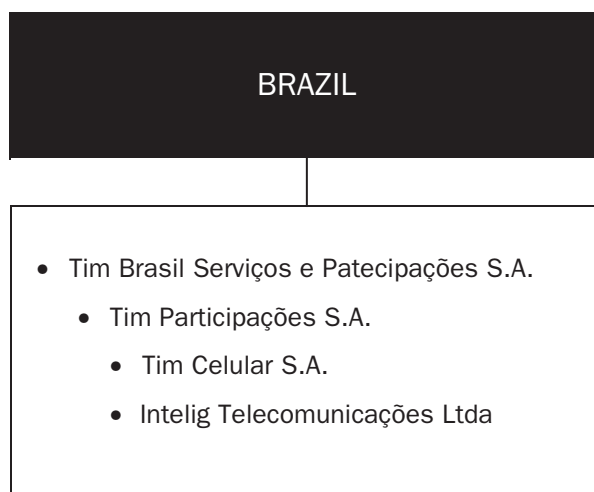 BRAZIL
• Tim Brasil Serviços e Patecipações S.A.
• Tim Participações S.A.
• Tim Celular S.A.
• Intelig Telecomunicações Ltda